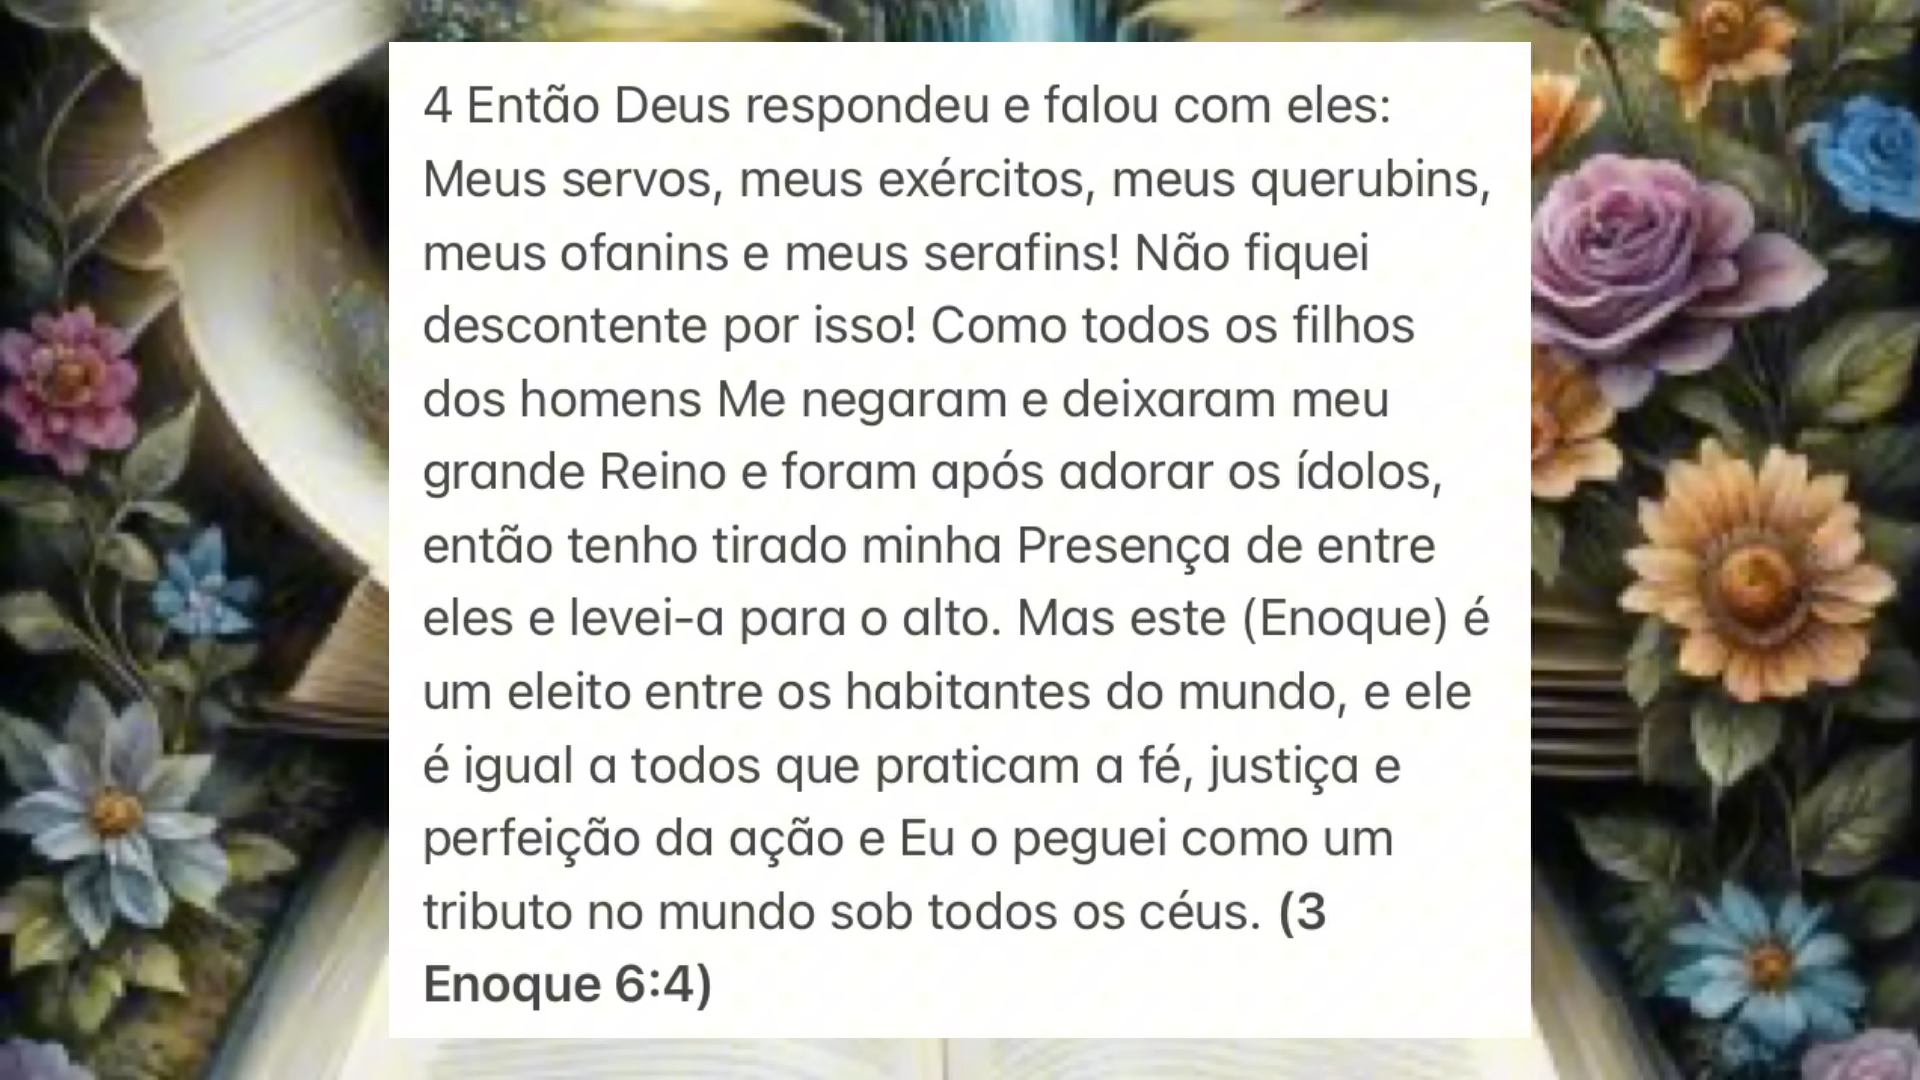 4 Então Deus respondeu e falou com eles:
Meus servos, meus exércitos, meus querubins,
meus ofanins e meus serafins! Não fiquei
descontente por isso! Como todos os filhos
dos homens Me negaram e deixaram meu
grande Reino e foram após adorar os ídolos,
então tenho tirado minha Presença de entre
eles e levei-a para o alto. Mas este (Enoque) é
um eleito entre os habitantes do mundo, e ele
é igual a todos que praticam a fé, justiça e
perfeição da ação e Eu o peguei como um
tributo no mundo sob todos os céus. (3
Enoque 6:4)